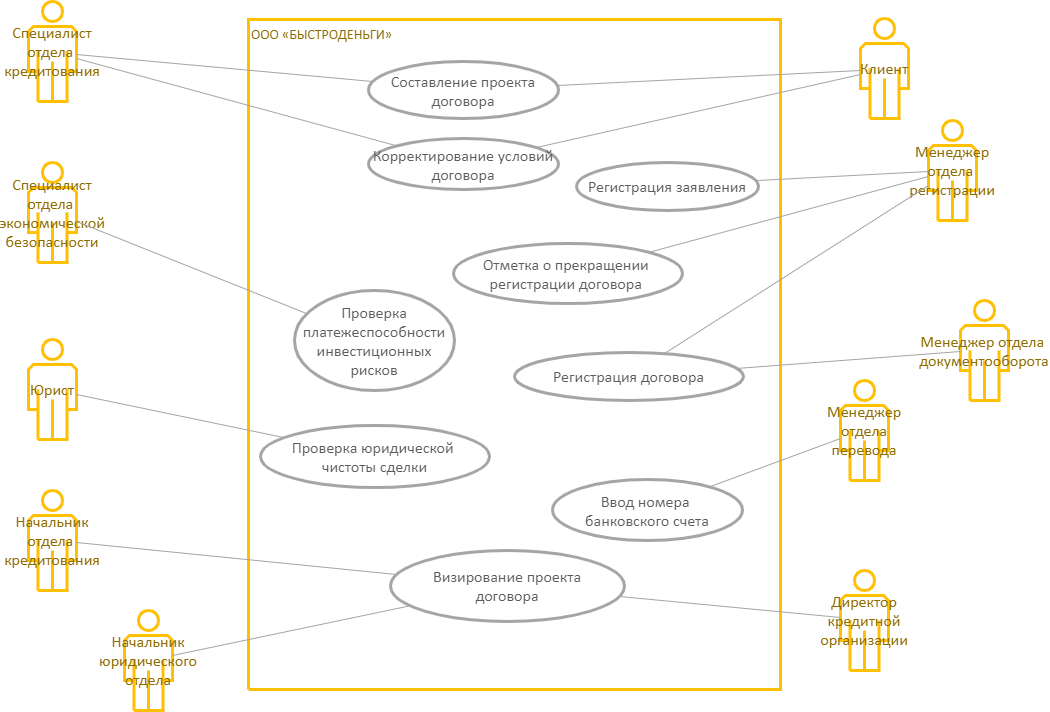 Специалист
отдела
кредитования
ООО «БЫСТРОДЕНЬГИ»
Составление проекта
договора
Клиент
Корректирование условий
договора
Менеджер
отдела
регистрации
Регистрация заявления
Специалист
отдела
экономической
безопасности
Отметка о прекращении
регистрации договора
Проверка
платежеспособности
инвестиционных
рисков
Менеджер отдела
документооборота
Регистрация договора
Юрист
Менеджер
отдела
перевода
Проверка юридической
чистоты сделки
Ввод номера
банковского счета
Начальник
отдела
кредитования
Визирование проекта
договора
Директор
кредитной
организации
Начальник
юридического
отдела